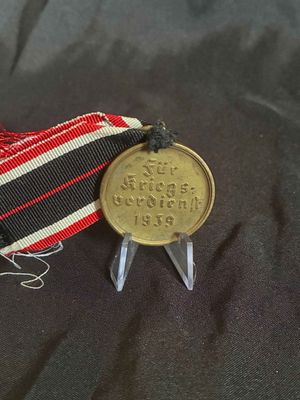 Für
Kriegs-
verdienst
1939